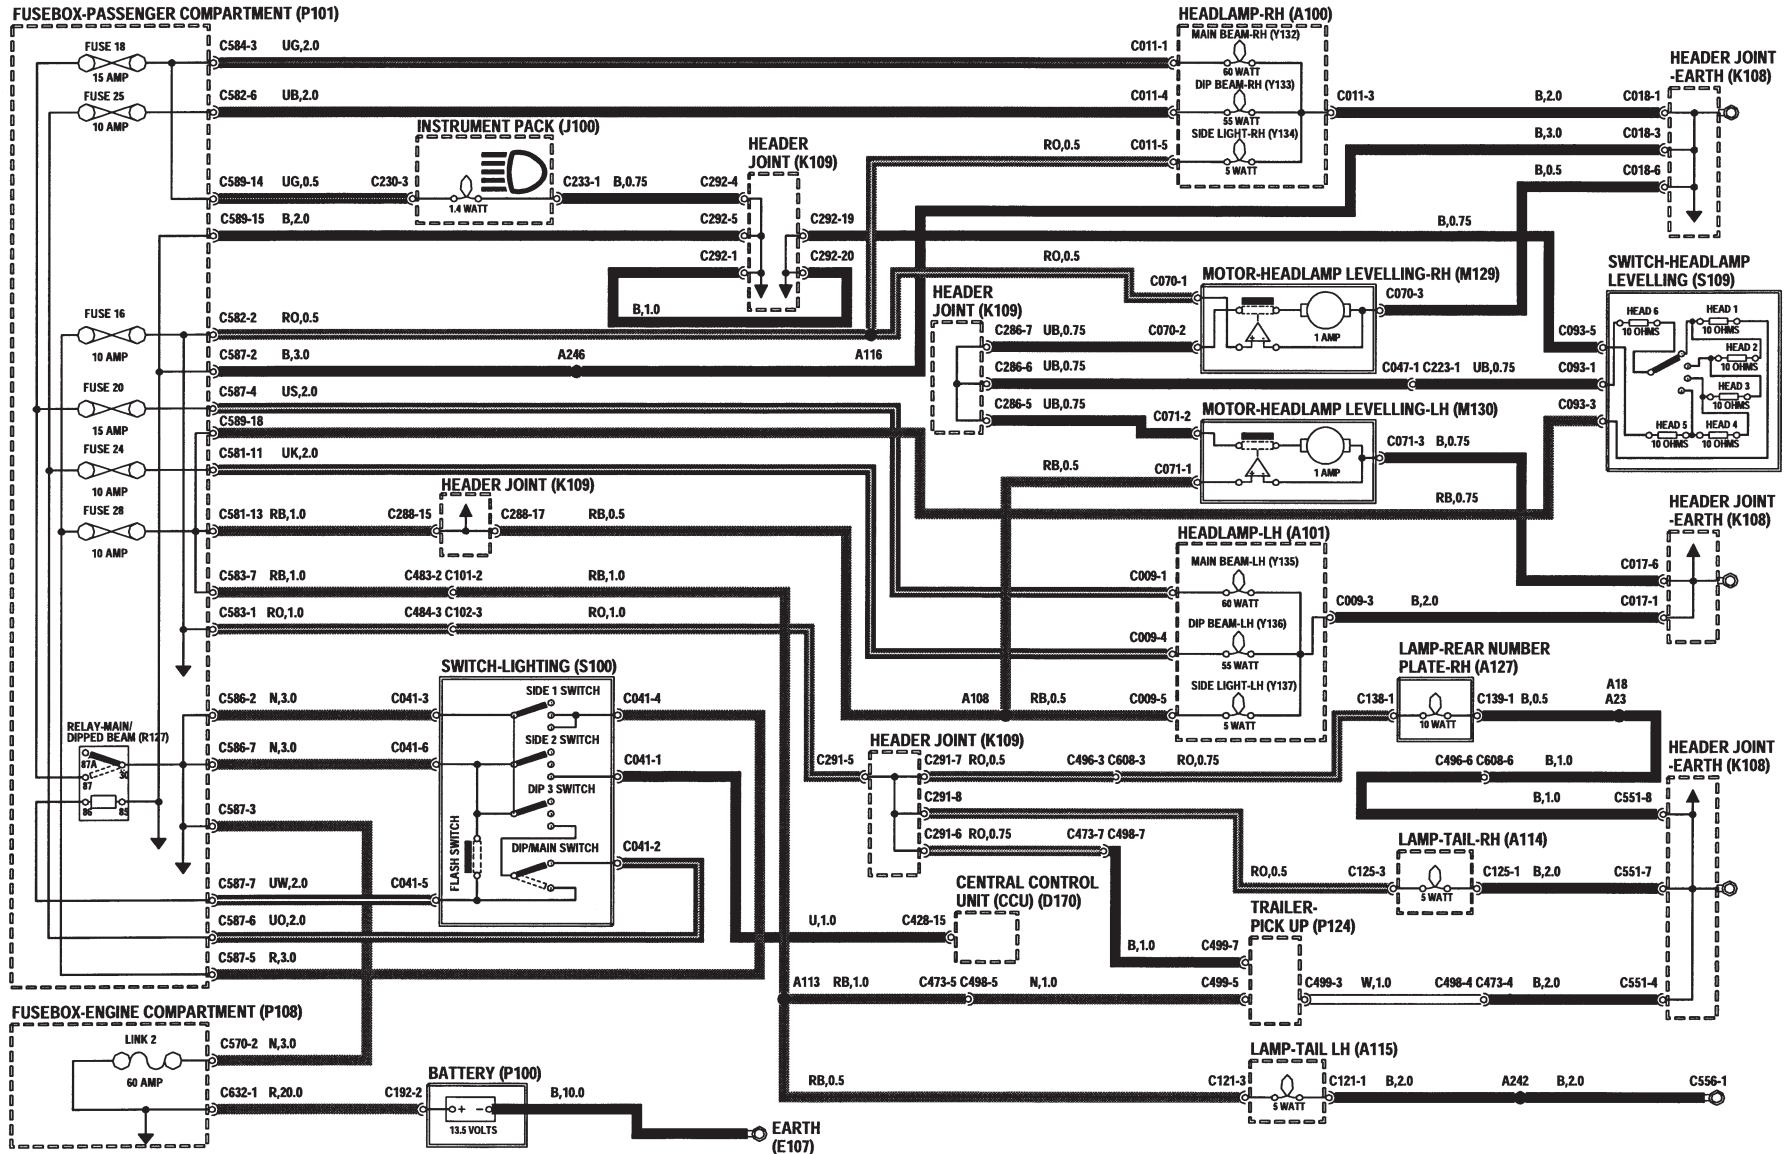 FUSEBOX-PASSENGER COMPARTMENT (P101)
FUSE 18
15 AMP
C584-3 UG,2.0
C011-1
FUSE 25
10 AMP
C582-6 UB,2.0
C011-4
HEADLAMP-RH (A100)
MAIN BEAM-RH (Y132)
60 WATT
DIP BEAM-RH (Y133)
55 WATT
SIDE LIGHT-RH (Y134)
5 WATT
C011-3
B,2.0
C018-1
B,3.0
C018-3
B,0.5
C018-6
HEADER JOINT
-EARTH (K108)
RO,0.5
C011-5
INSTRUMENT PACK (J100)
C589-14 UG,0.5
C230-3
1.4 WATT
C233-1 B,0.75
C292-4
HEADER
JOINT (K109)
C589-15 B,2.0
C292-5
C292-1
C292-19
C292-20
B,0.75
B,1.0
RO,0.5
C070-1
MOTOR-HEADLAMP LEVELLING-RH (M129)
1 AMP
C070-3
SWITCH-HEADLAMP
LEVELLING (S109)
HEAD 6
10 OHMS
HEAD 1
10 OHMS
HEAD 2
10 OHMS
HEAD 3
10 OHMS
HEAD 5
10 OHMS
HEAD 4
10 OHMS
FUSE 16
10 AMP
C582-2 RO,0.5
C587-2 B,3.0
A246
A116
HEADER
JOINT (K109)
C286-7 UB,0.75
C070-2
C286-6 UB,0.75
C047-1 C223-1 UB,0.75
C093-5
C093-1
C286-5 UB,0.75
C071-2
C093-3
MOTOR-HEADLAMP LEVELLING-LH (M130)
1 AMP
C071-3 B,0.75
RB,0.5
C071-1
RB,0.75
FUSE 20
15 AMP
C587-4 US,2.0
C589-18
FUSE 24
10 AMP
C581-11 UK,2.0
FUSE 28
10 AMP
C581-13 RB,1.0
HEADER JOINT (K109)
C288-15
C288-17
RB,0.5
HEADLAMP-LH (A101)
MAIN BEAM-LH (Y135)
60 WATT
DIP BEAM-LH (Y136)
55 WATT
SIDE LIGHT-LH (Y137)
5 WATT
HEADER JOINT
-EARTH (K108)
C017-6
C583-7 RB,1.0
C483-2 C101-2
RB,1.0
C009-1
C009-3
B,2.0
C017-1
C583-1 RO,1.0
C484-3 C102-3
RO,1.0
C009-4
SWITCH-LIGHTING (S100)
SIDE 1 SWITCH
SIDE 2 SWITCH
DIP 3 SWITCH
DIP/MAIN SWITCH
FLASH SWITCH
C586-2 N,3.0
C041-3
C041-4
A108
RB,0.5
C009-5
RELAY-MAIN/
DIPPED BEAM (R127)
87A
30
87
86
85
C586-7 N,3.0
C041-6
C041-1
LAMP-REAR NUMBER
PLATE-RH (A127)
C138-1
10 WATT
C139-1 B,0.5
A18
A23
HEADER JOINT (K109)
C291-5
C291-7 RO,0.5
C496-3 C608-3
RO,0.75
C496-6 C608-6
B,1.0
HEADER JOINT
-EARTH (K108)
C587-3
C291-8
B,1.0
C551-8
C291-6 RO,0.75
C473-7 C498-7
C041-2
LAMP-TAIL-RH (A114)
RO,0.5
C125-3
5 WATT
C125-1 B,2.0
C551-7
C587-7 UW,2.0
C041-5
CENTRAL CONTROL
UNIT (CCU) (D170)
C587-6 UO,2.0
U,1.0
C428-15
TRAILER-
PICK UP (P124)
B,1.0
C499-7
C587-5 R,3.0
A113 RB,1.0
C473-5 C498-5
N,1.0
C499-5
C499-3 W,1.0
C498-4 C473-4
B,2.0
C551-4
FUSEBOX-ENGINE COMPARTMENT (P108)
LINK 2
60 AMP
C570-2 N,3.0
C632-1 R,20.0
C192-2
BATTERY (P100)
+ -
13.5 VOLTS
B,10.0
EARTH
(E107)
LAMP-TAIL LH (A115)
RB,0.5
C121-3
5 WATT
C121-1 B,2.0
A242
B,2.0
C556-1